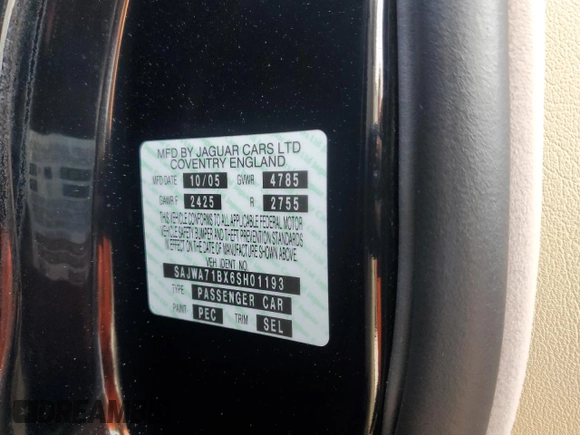 MFD BY JAGUAR CARS LTD
COVENTRY ENGLAND
MFD DATE 10/05 GVWR 4785
GAWR F 2425 R 2755
THIS VEHICLE CONFORMS TO ALL APPLICABLE FEDERAL MOTOR
VEHICLE SAFETY BUMPER AND THEFT PREVENTION STANDARDS
IN EFFECT ON THE DATE OF MANUFACTURE SHOWN ABOVE.
VEH IDENT NO.
SAJWA71BX6SH01193
TYPE PASSENGER CAR
PAINT PEC TRIM SEL